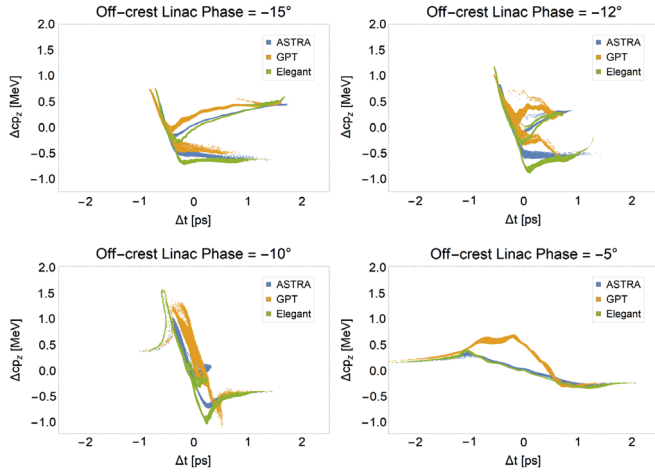 Off-crest Linac Phase = -15°
2.0
1.5
1.0
0.5
0.0
-0.5
-1.0
Δcp_z [MeV]
ASTRA
GPT
Elegant
-2 -1 0 1 2
Δt [ps]
Off-crest Linac Phase = -12°
2.0
1.5
1.0
0.5
0.0
-0.5
-1.0
Δcp_z [MeV]
ASTRA
GPT
Elegant
-2 -1 0 1 2
Δt [ps]
Off-crest Linac Phase = -10°
2.0
1.5
1.0
0.5
0.0
-0.5
-1.0
Δcp_z [MeV]
ASTRA
GPT
Elegant
-2 -1 0 1 2
Δt [ps]
Off-crest Linac Phase = -5°
2.0
1.5
1.0
0.5
0.0
-0.5
-1.0
Δcp_z [MeV]
ASTRA
GPT
Elegant
-2 -1 0 1 2
Δt [ps]